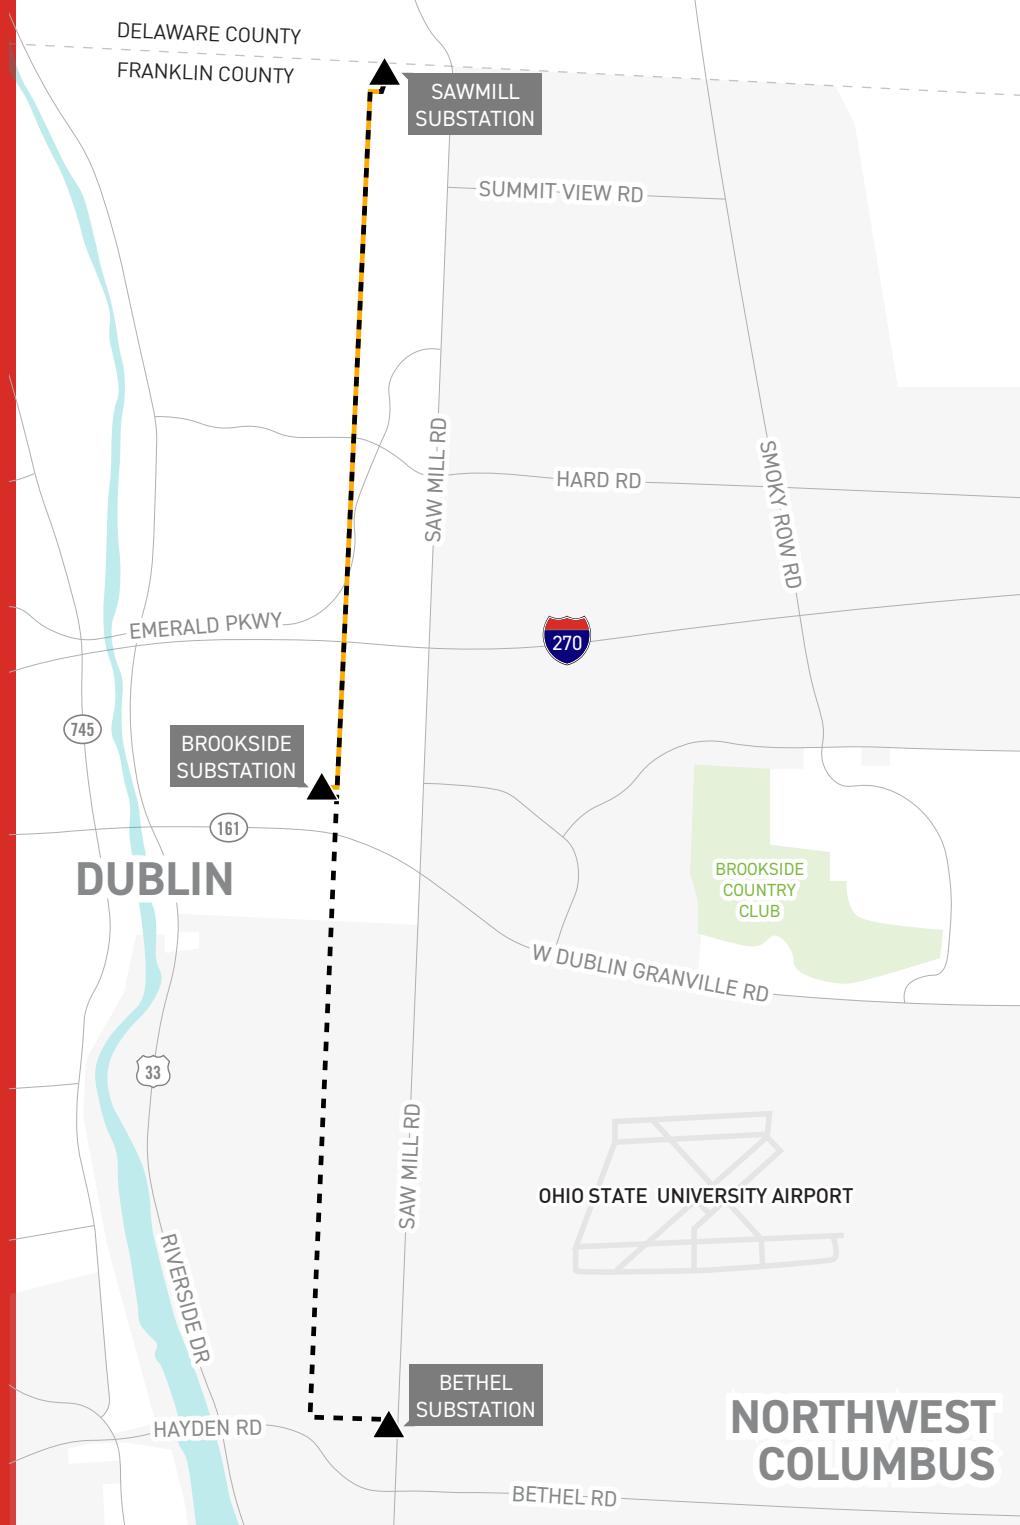 DELAWARE COUNTY
FRANKLIN COUNTY
SAWMILL
SUBSTATION
SUMMIT VIEW RD
SAW MILL RD
HARD RD
SMOKY ROW RD
EMERALD PKWY
270
745
BROOKSIDE
SUBSTATION
161
DUBLIN
BROOKSIDE
COUNTRY
CLUB
W DUBLIN GRANVILLE RD
33
SAW MILL RD
OHIO STATE UNIVERSITY AIRPORT
RIVERSIDE DR
BETHEL
SUBSTATION
HAYDEN RD
NORTHWEST
COLUMBUS
BETHEL RD